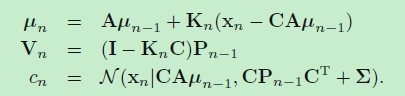 μₙ = Aμₙ₋₁ + Kₙ(xₙ − CAμₙ₋₁)
Vₙ = (I − KₙC)Pₙ₋₁
cₙ = 𝒩(xₙ|CAμₙ₋₁, CPₙ₋₁Cᵀ + Σ).